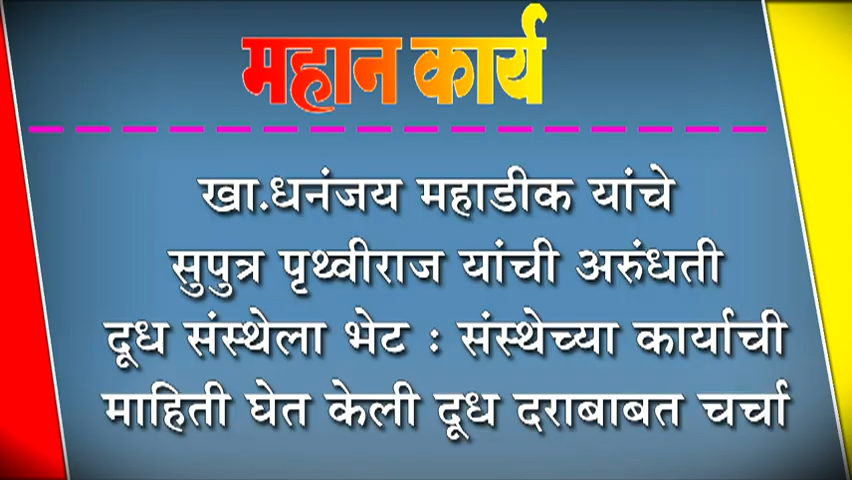 महान कार्य
खा.धनंजय महाडीक यांचे
सुपुत्र पृथ्वीराज यांची अरुंधती
दूध संस्थेला भेट : संस्थेच्या कार्याची
माहिती घेत केली दूध दराबाबत चर्चा